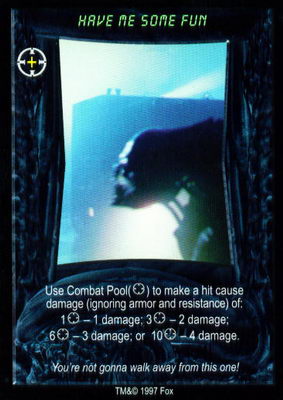 HAVE ME SOME FUN
Use Combat Pool( ) to make a hit cause
damage (ignoring armor and resistance) of:
1 – 1 damage; 3 – 2 damage;
6 – 3 damage; or 10 – 4 damage.
You're not gonna walk away from this one!
TM&© 1997 Fox